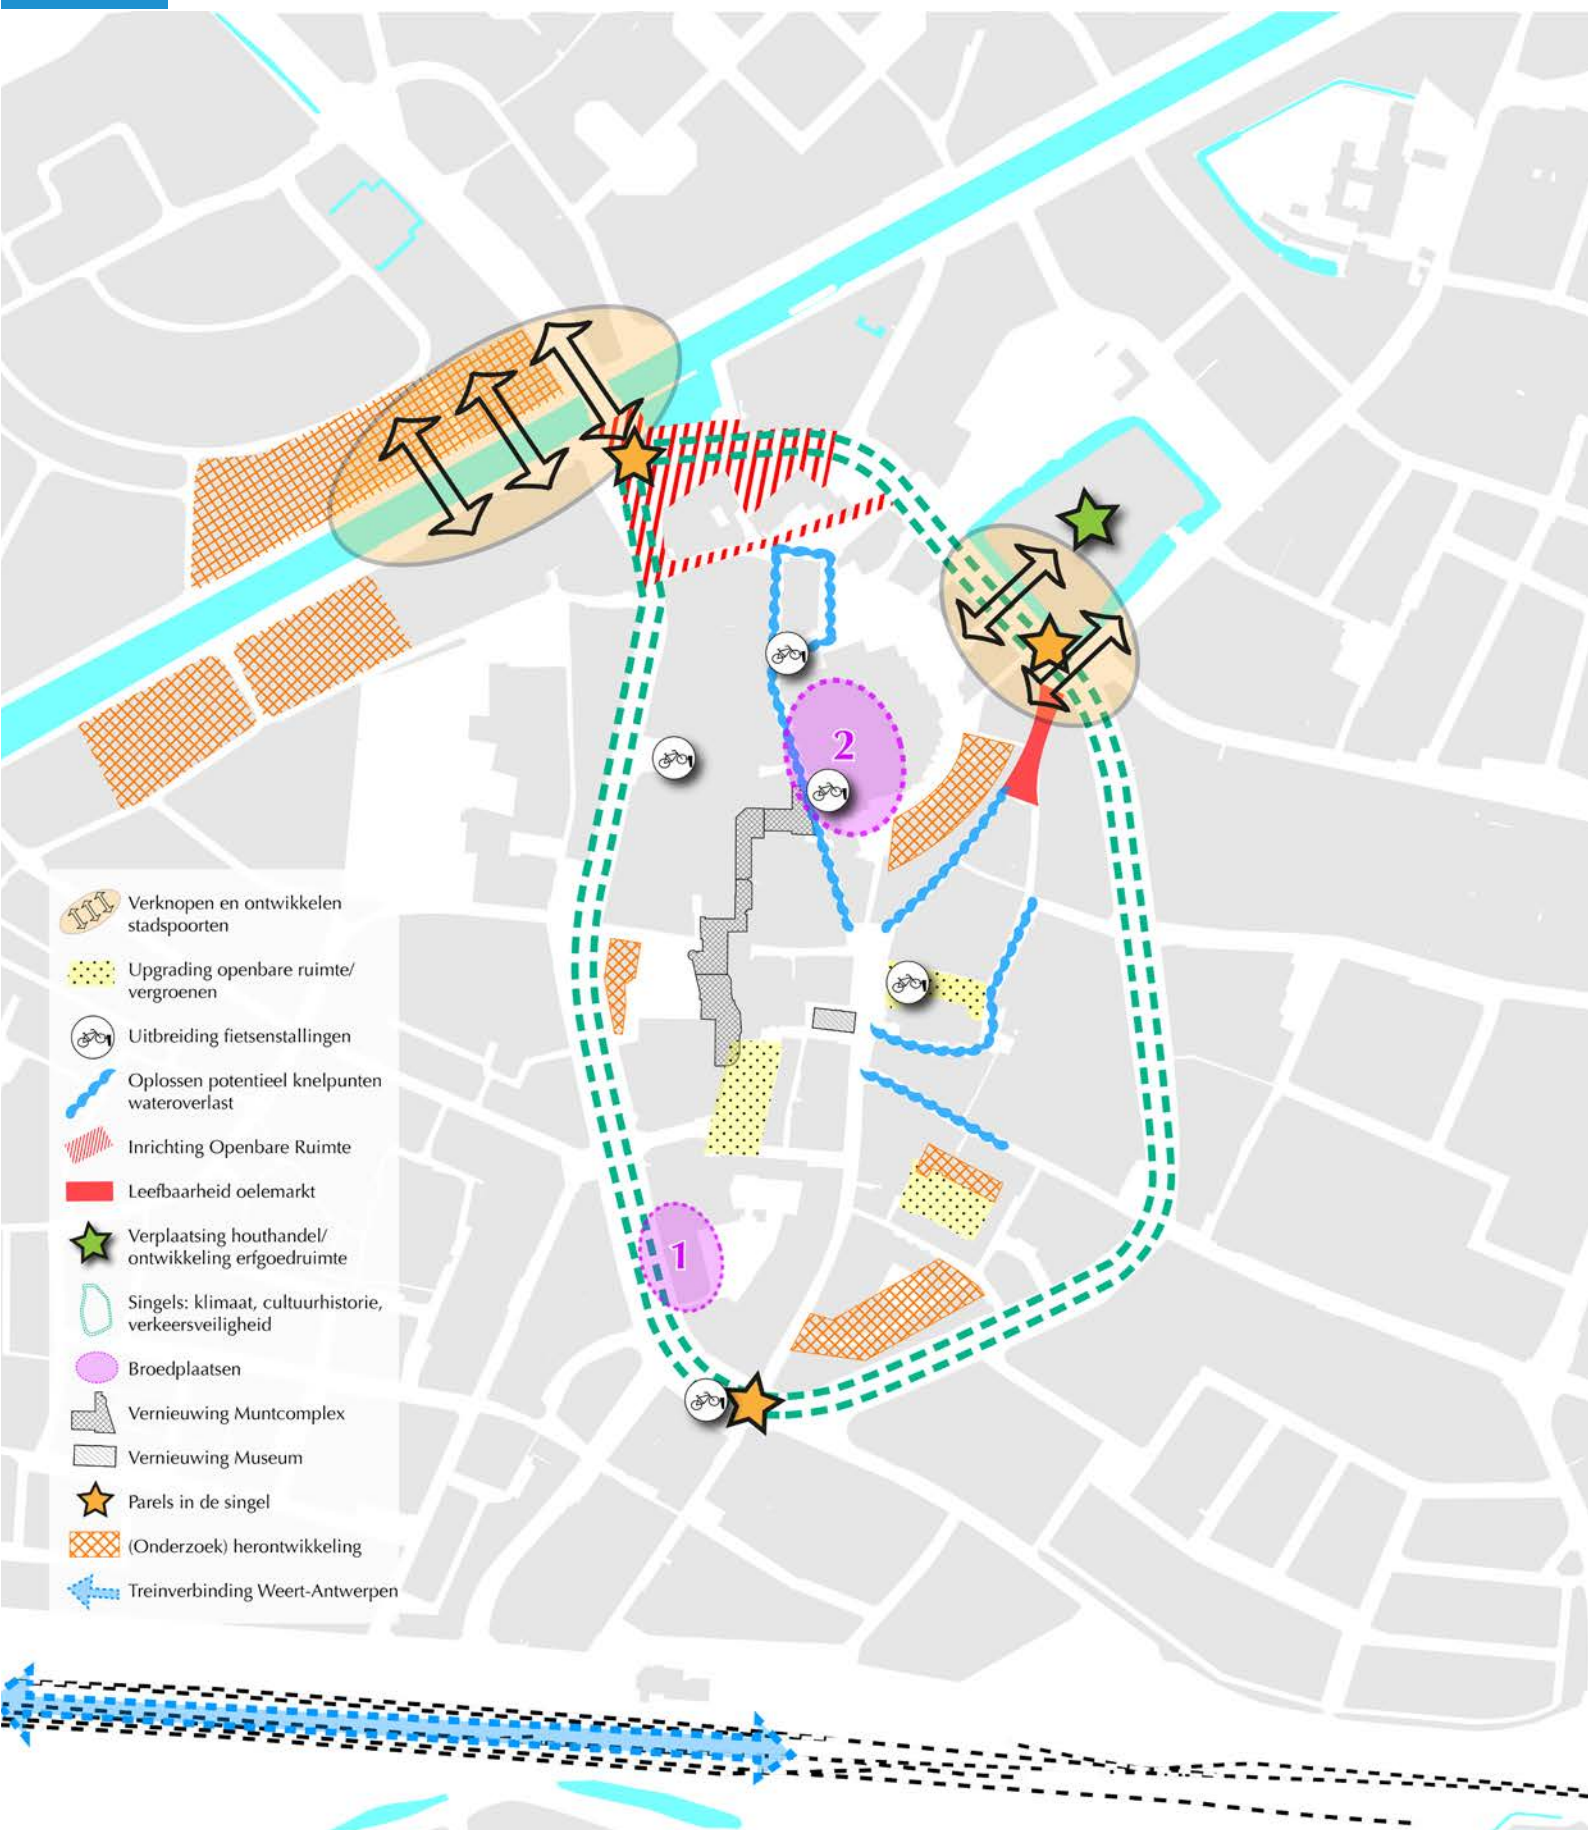 2
1
Verknopen en ontwikkelen
stadspoorten
Upgrading openbare ruimte/
vergroenen
Uitbreiding fietsenstallingen
Oplossen potentieel knelpunten
wateroverlast
Inrichting Openbare Ruimte
Leefbaarheid oelemarkt
Verplaatsing houthandel/
ontwikkeling erfgoedruimte
Singels: klimaat, cultuurhistorie,
verkeersveiligheid
Broedplaatsen
Vernieuwing Muntcomplex
Vernieuwing Museum
Parels in de singel
(Onderzoek) herontwikkeling
Treinverbinding Weert-Antwerpen